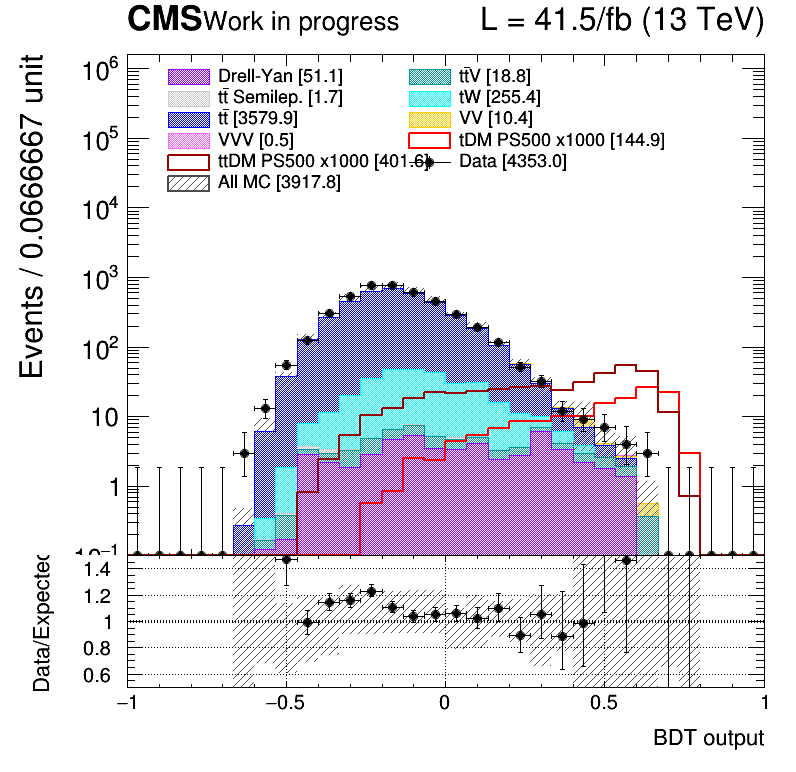 CMS Work in progress L = 41.5/fb (13 TeV)
Events / 0.0666667 unit
10⁶
10⁵
10⁴
10³
10²
10
1
10⁻¹
Drell-Yan [51.1]
tt̄V [18.8]
tt̄ Semilep. [1.7]
tW [255.4]
tt̄ [3579.9]
VV [10.4]
VVV [0.5]
tDM PS500 x1000 [144.9]
ttDM PS500 x1000 [401.6]
Data [4353.0]
All MC [3917.8]
Data/Expected
1.4
1.2
1
0.8
0.6
−1 −0.5 0 0.5 1
BDT output